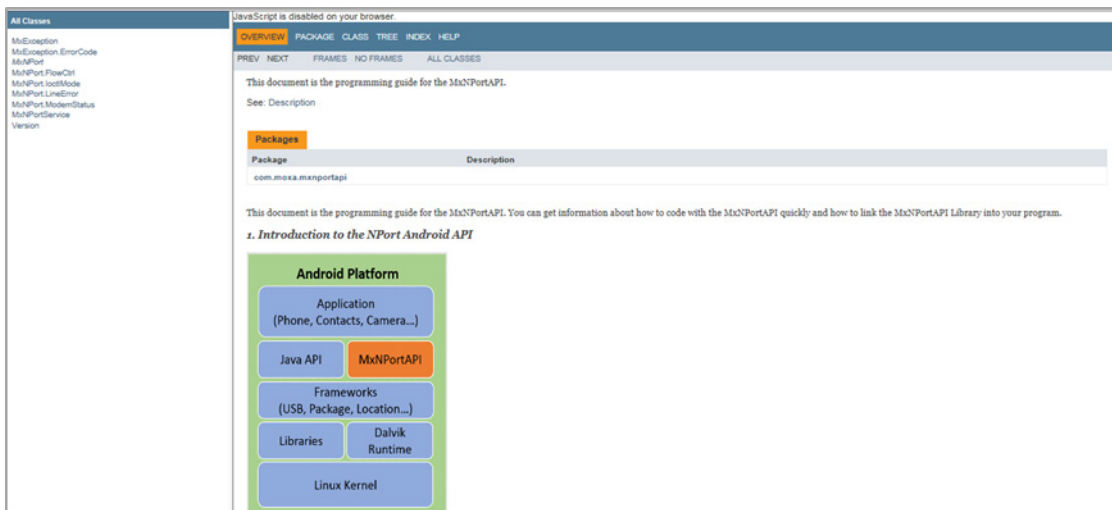 All Classes
MxException
MxException.ErrorCode
MxNPort
MxNPort.FlowCtrl
MxNPort.IoctlMode
MxNPort.LineError
MxNPort.ModemStatus
MxNPortService
Version
JavaScript is disabled on your browser.
OVERVIEW PACKAGE CLASS TREE INDEX HELP
PREV NEXT FRAMES NO FRAMES ALL CLASSES
This document is the programming guide for the MxNPortAPI.
See: Description
Packages
Package Description
com.moxa.mxnportapi
This document is the programming guide for the MxNPortAPI. You can get information about how to code with the MxNPortAPI quickly and how to link the MxNPortAPI Library into your program.
1. Introduction to the NPort Android API
Android Platform
Application
(Phone, Contacts, Camera...)
Java API MxNPortAPI
Frameworks
(USB, Package, Location...)
Libraries Dalvik
Runtime
Linux Kernel